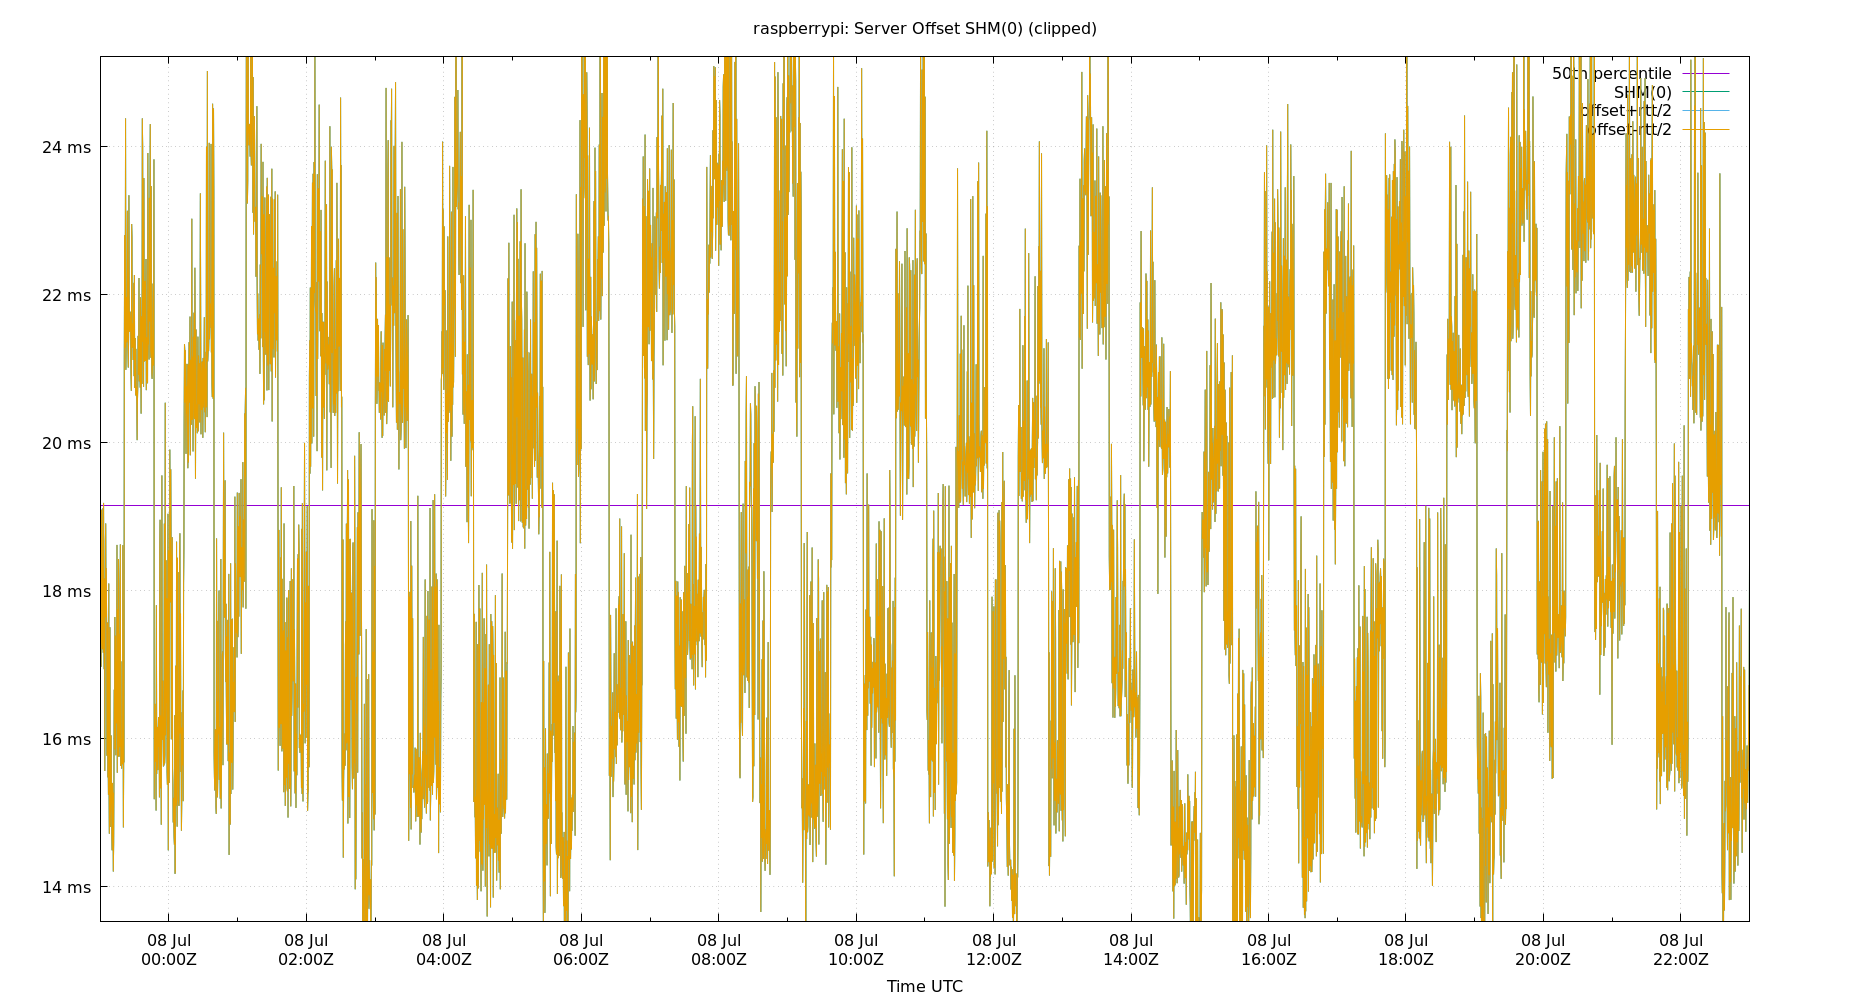 raspberrypi: Server Offset SHM(0) (clipped)
50th percentile
SHM(0)
offset+rtt/2
offset-rtt/2
24 ms
22 ms
20 ms
18 ms
16 ms
14 ms
08 Jul 08 Jul 08 Jul 08 Jul 08 Jul 08 Jul 08 Jul 08 Jul 08 Jul 08 Jul 08 Jul 08 Jul
00:00Z 02:00Z 04:00Z 06:00Z 08:00Z 10:00Z 12:00Z 14:00Z 16:00Z 18:00Z 20:00Z 22:00Z
Time UTC